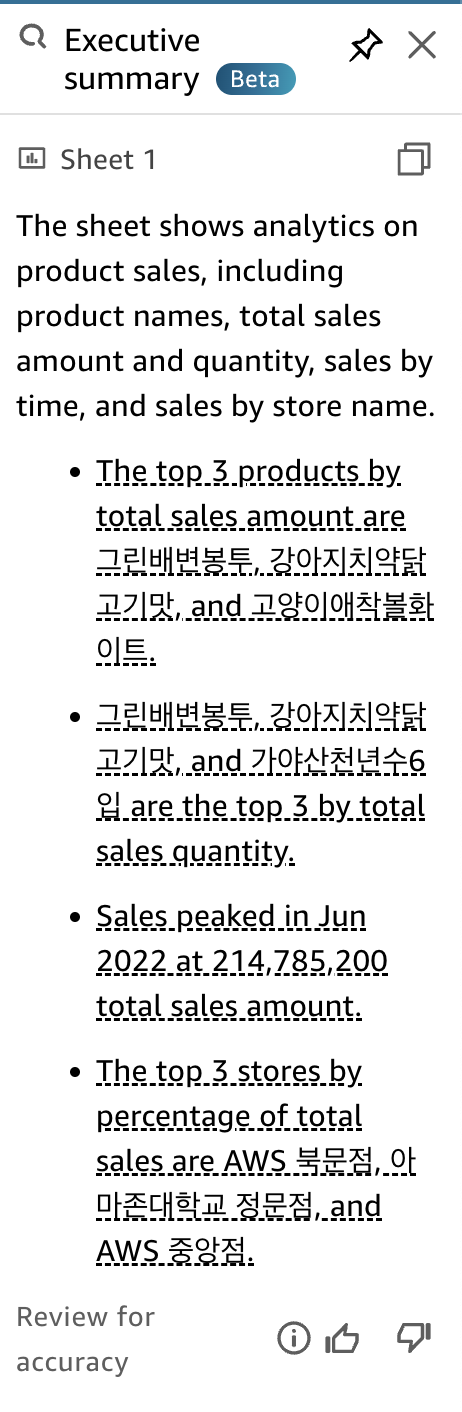 Executive
summary Beta
Sheet 1
The sheet shows analytics on
product sales, including
product names, total sales
amount and quantity, sales by
time, and sales by store name.
• The top 3 products by
total sales amount are
그린배변봉투, 강아지치약닭
고기맛, and 고양이애착볼화
이트.
• 그린배변봉투, 강아지치약닭
고기맛, and 가야산천년수6
입 are the top 3 by total
sales quantity.
• Sales peaked in Jun
2022 at 214,785,200
total sales amount.
• The top 3 stores by
percentage of total
sales are AWS 북문점, 아
마존대학교 정문점, and
AWS 중앙점.
Review for
accuracy